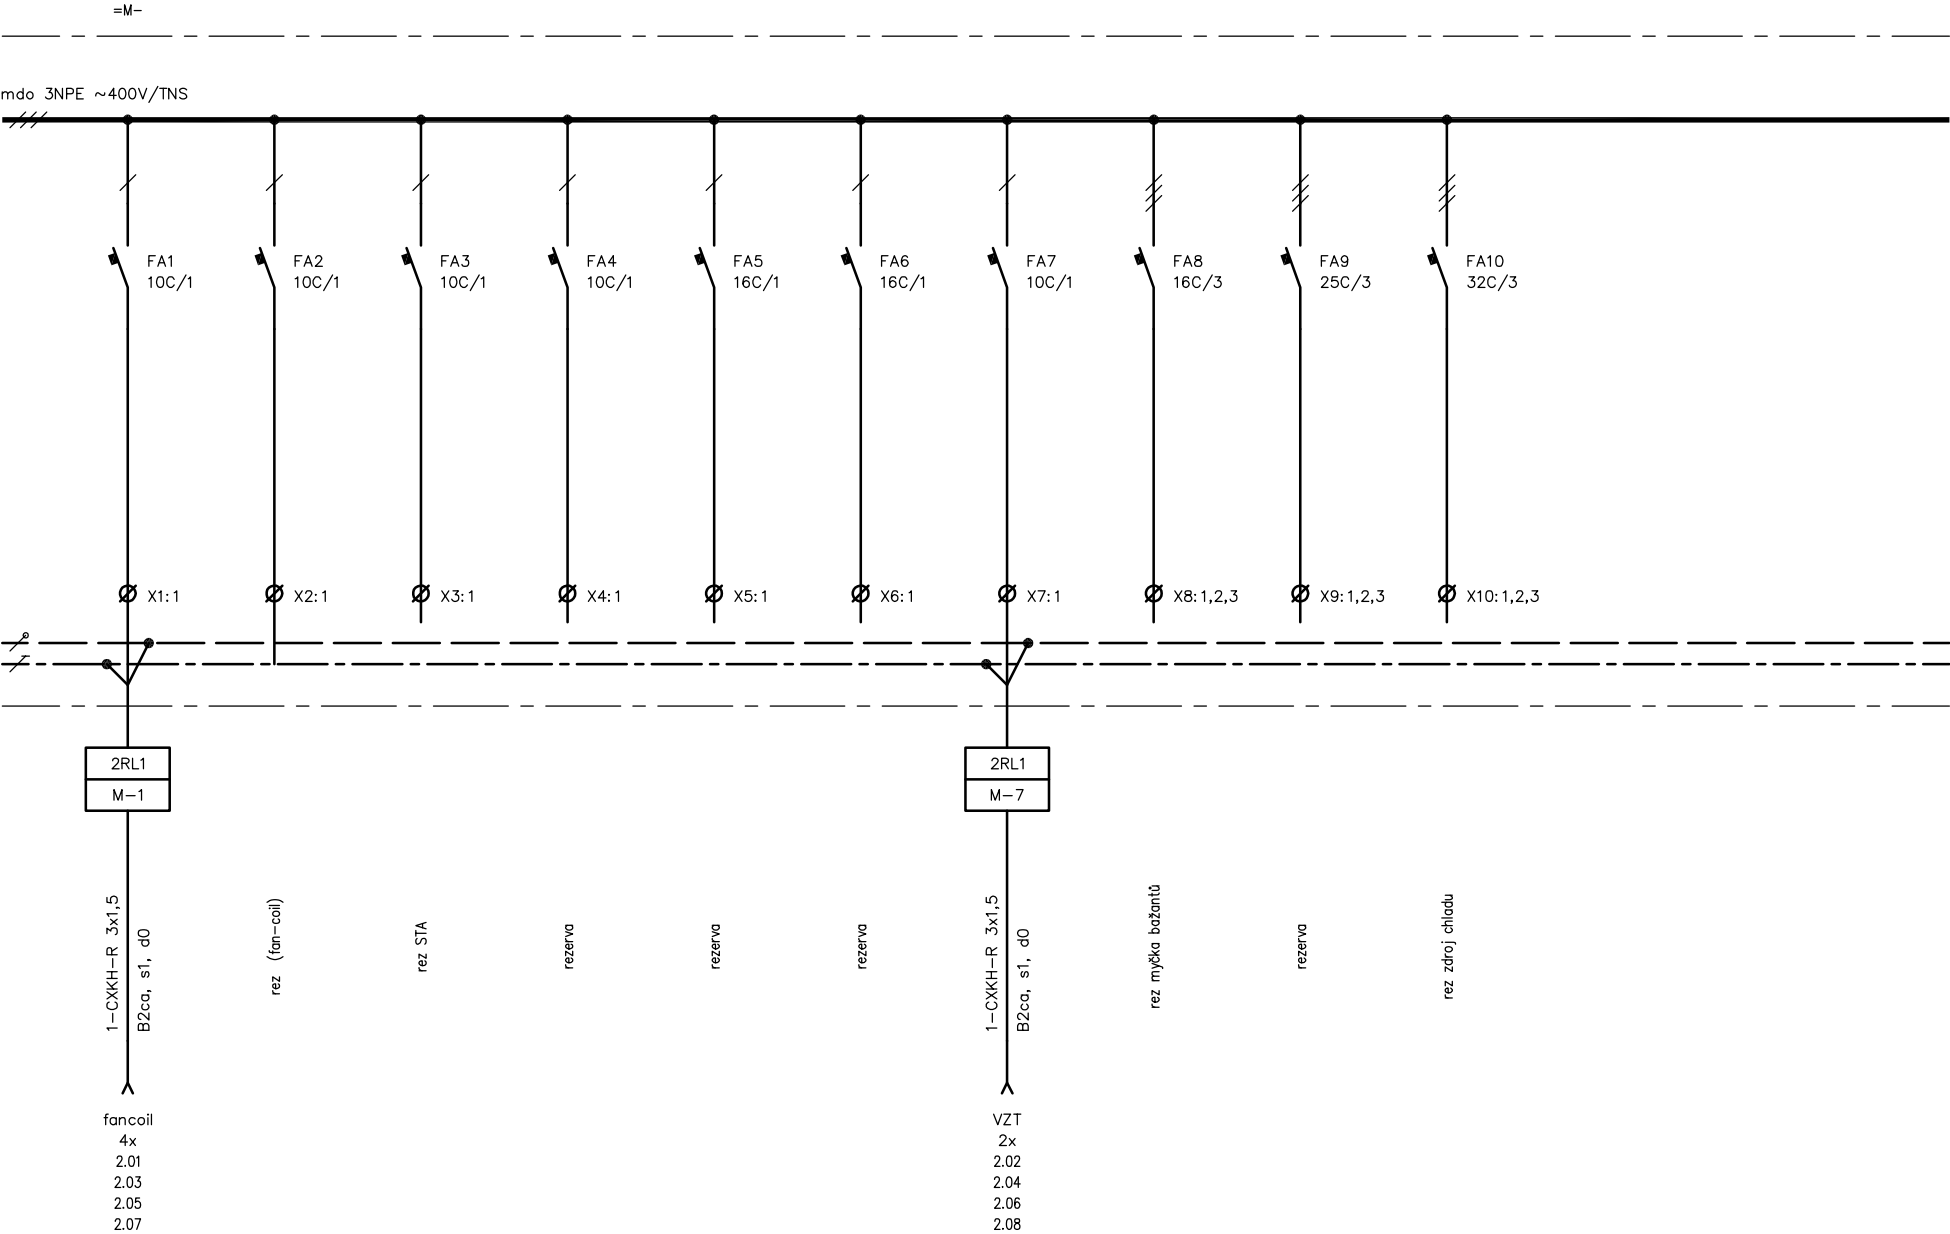 =M-
mdo 3NPE ~400V/TNS
FA1
10C/1
FA2
10C/1
FA3
10C/1
FA4
10C/1
FA5
16C/1
FA6
16C/1
FA7
10C/1
FA8
16C/3
FA9
25C/3
FA10
32C/3
X1:1
X2:1
X3:1
X4:1
X5:1
X6:1
X7:1
X8:1,2,3
X9:1,2,3
X10:1,2,3
2RL1
M-1
2RL1
M-7
1-CXKH-R 3x1,5
B2ca, s1, d0
rez (fan-coil)
rez STA
rezerva
rezerva
rezerva
1-CXKH-R 3x1,5
B2ca, s1, d0
rez myčka bažantů
rezerva
rez zdroj chladu
fancoil
4x
2.01
2.03
2.05
2.07
VZT
2x
2.02
2.04
2.06
2.08